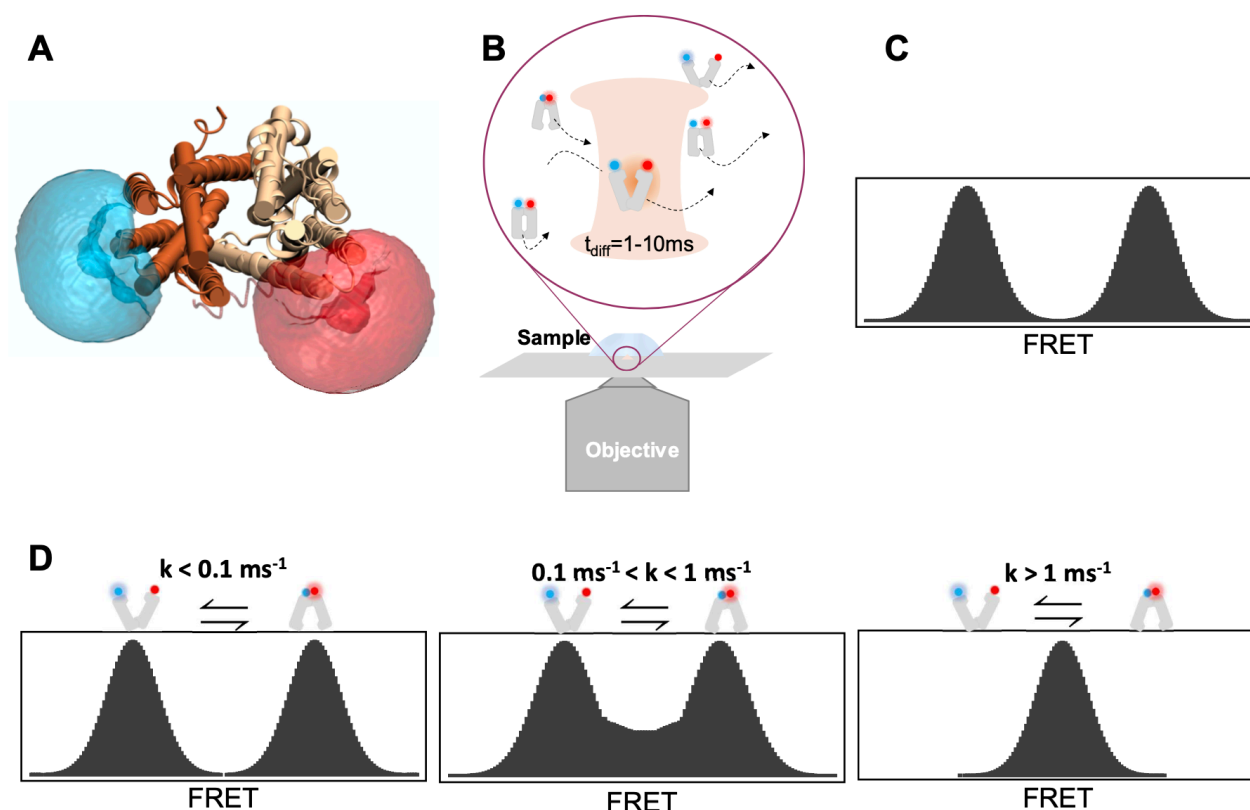 A
B
C
t_diff=1-10ms
Sample
Objective
FRET
D
k < 0.1 ms⁻¹
0.1 ms⁻¹ < k < 1 ms⁻¹
k > 1 ms⁻¹
FRET
FRET
FRET